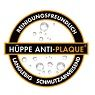 REINIGUNGSFREUNDLICH
HÜPPE ANTI-PLAQUE
LANGLEBIG SCHMUTZABWEISEND